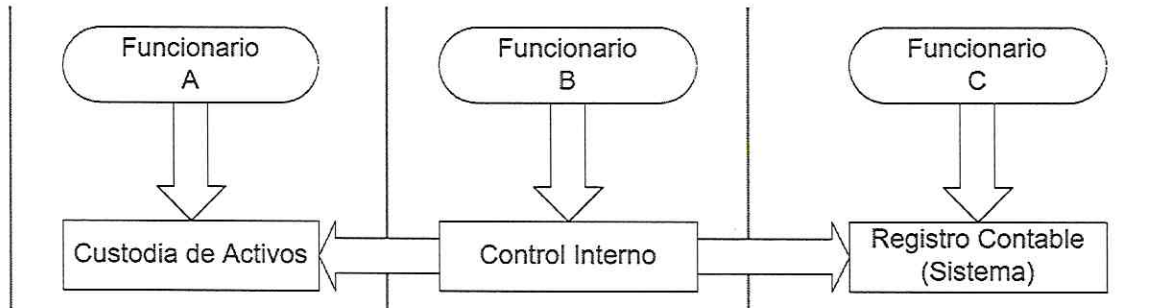 Funcionario
A
Funcionario
B
Funcionario
C
Custodia de Activos
Control Interno
Registro Contable
(Sistema)